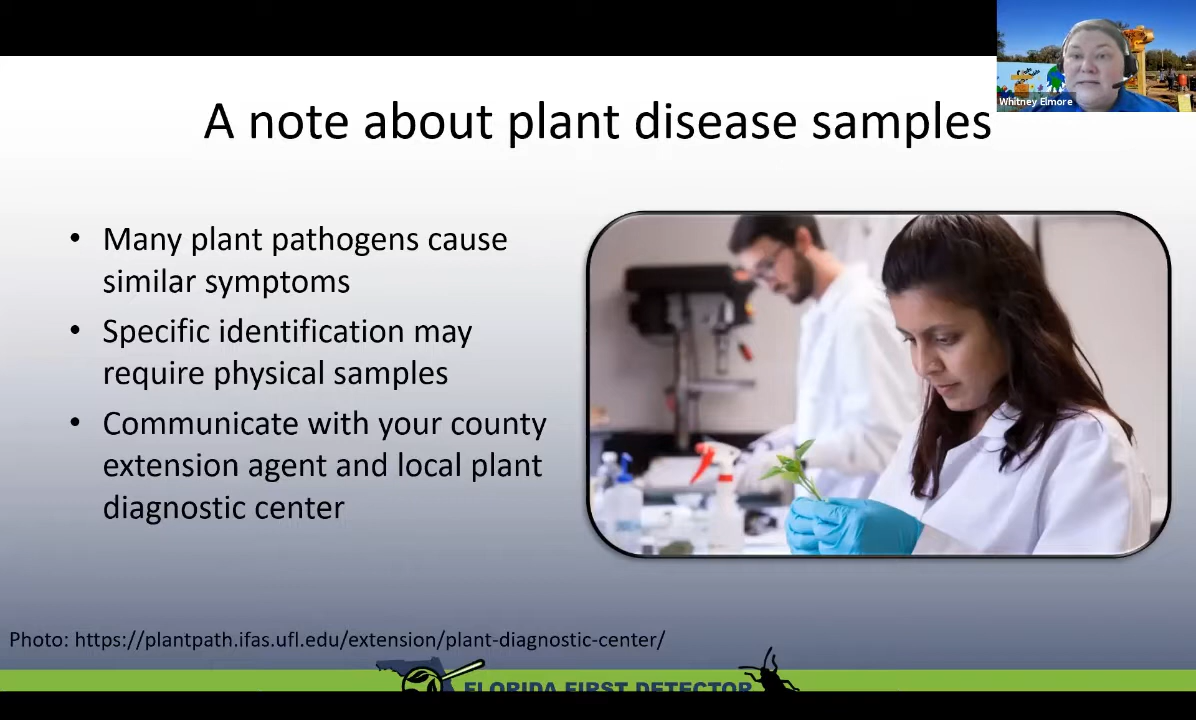 Whitney Elmore
A note about plant disease samples
• Many plant pathogens cause
similar symptoms
• Specific identification may
require physical samples
• Communicate with your county
extension agent and local plant
diagnostic center
Photo: https://plantpath.ifas.ufl.edu/extension/plant-diagnostic-center/
FLORIDA FIRST DETECTOR